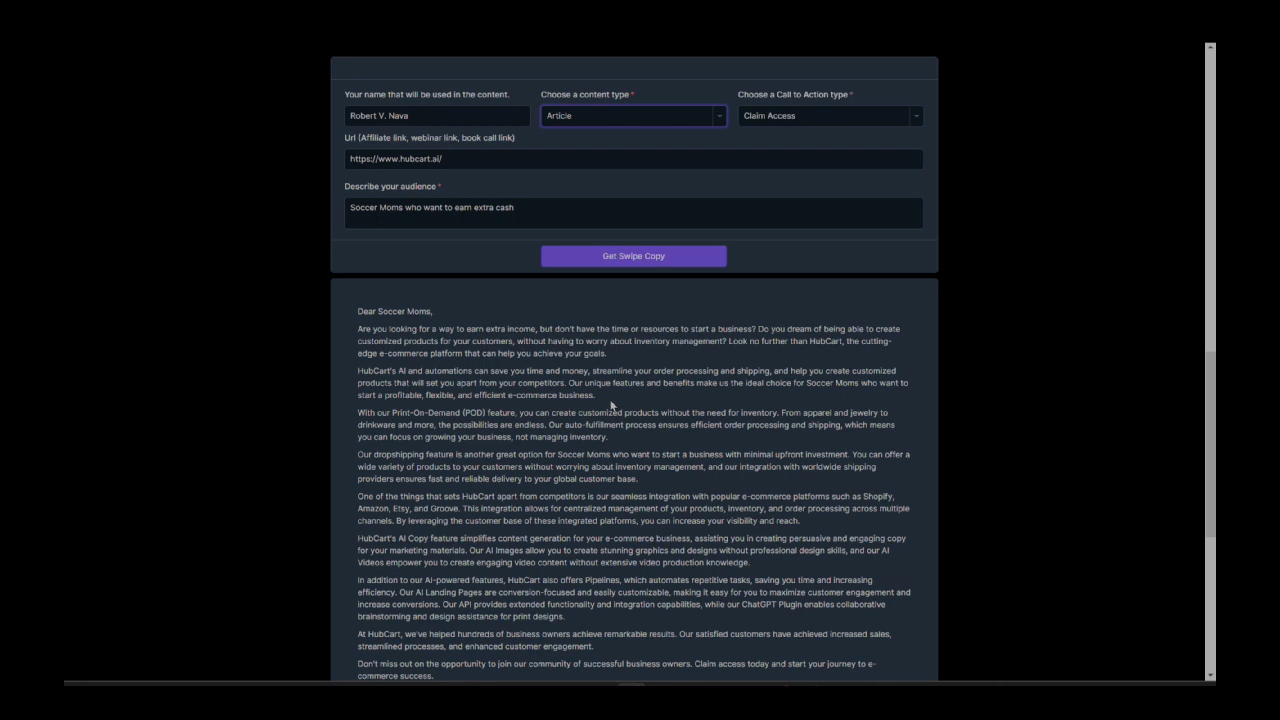 Your name that will be used in the content. Choose a content type * Choose a Call to Action type *
Robert V. Nava Article Claim Access
Url (Affiliate link, webinar link, book call link)
https://www.hubcart.ai/
Describe your audience *
Soccer Moms who want to earn extra cash
Get Swipe Copy
Dear Soccer Moms,
Are you looking for a way to earn extra income, but don't have the time or resources to start a business? Do you dream of being able to create
customized products for your customers, without having to worry about inventory management? Look no further than HubCart, the cutting-
edge e-commerce platform that can help you achieve your goals.
HubCart's AI and automations can save you time and money, streamline your order processing and shipping, and help you create customized
products that will set you apart from your competitors. Our unique features and benefits make us the ideal choice for Soccer Moms who want to
start a profitable, flexible, and efficient e-commerce business.
With our Print-On-Demand (POD) feature, you can create customized products without the need for inventory. From apparel and jewelry to
drinkware and more, the possibilities are endless. Our auto-fulfillment process ensures efficient order processing and shipping, which means
you can focus on growing your business, not managing inventory.
Our dropshipping feature is another great option for Soccer Moms who want to start a business with minimal upfront investment. You can offer a
wide variety of products to your customers without worrying about inventory management, and our integration with worldwide shipping
providers ensures fast and reliable delivery to your global customer base.
One of the things that sets HubCart apart from competitors is our seamless integration with popular e-commerce platforms such as Shopify,
Amazon, Etsy, and Groove. This integration allows for centralized management of your products, inventory, and order processing across multiple
channels. By leveraging the customer base of these integrated platforms, you can increase your visibility and reach.
HubCart's AI Copy feature simplifies content generation for your e-commerce business, assisting you in creating persuasive and engaging copy
for your marketing materials. Our AI Images allow you to create stunning graphics and designs without professional design skills, and our AI
Videos empower you to create engaging video content without extensive video production knowledge.
In addition to our AI-powered features, HubCart also offers Pipelines, which automates repetitive tasks, saving you time and increasing
efficiency. Our AI Landing Pages are conversion-focused and easily customizable, making it easy for you to maximize customer engagement and
increase conversions. Our API provides extended functionality and integration capabilities, while our ChatGPT Plugin enables collaborative
brainstorming and design assistance for print designs.
At HubCart, we've helped hundreds of business owners achieve remarkable results. Our satisfied customers have achieved increased sales,
streamlined processes, and enhanced customer engagement.
Don't miss out on the opportunity to join our community of successful business owners. Claim access today and start your journey to e-
commerce success.